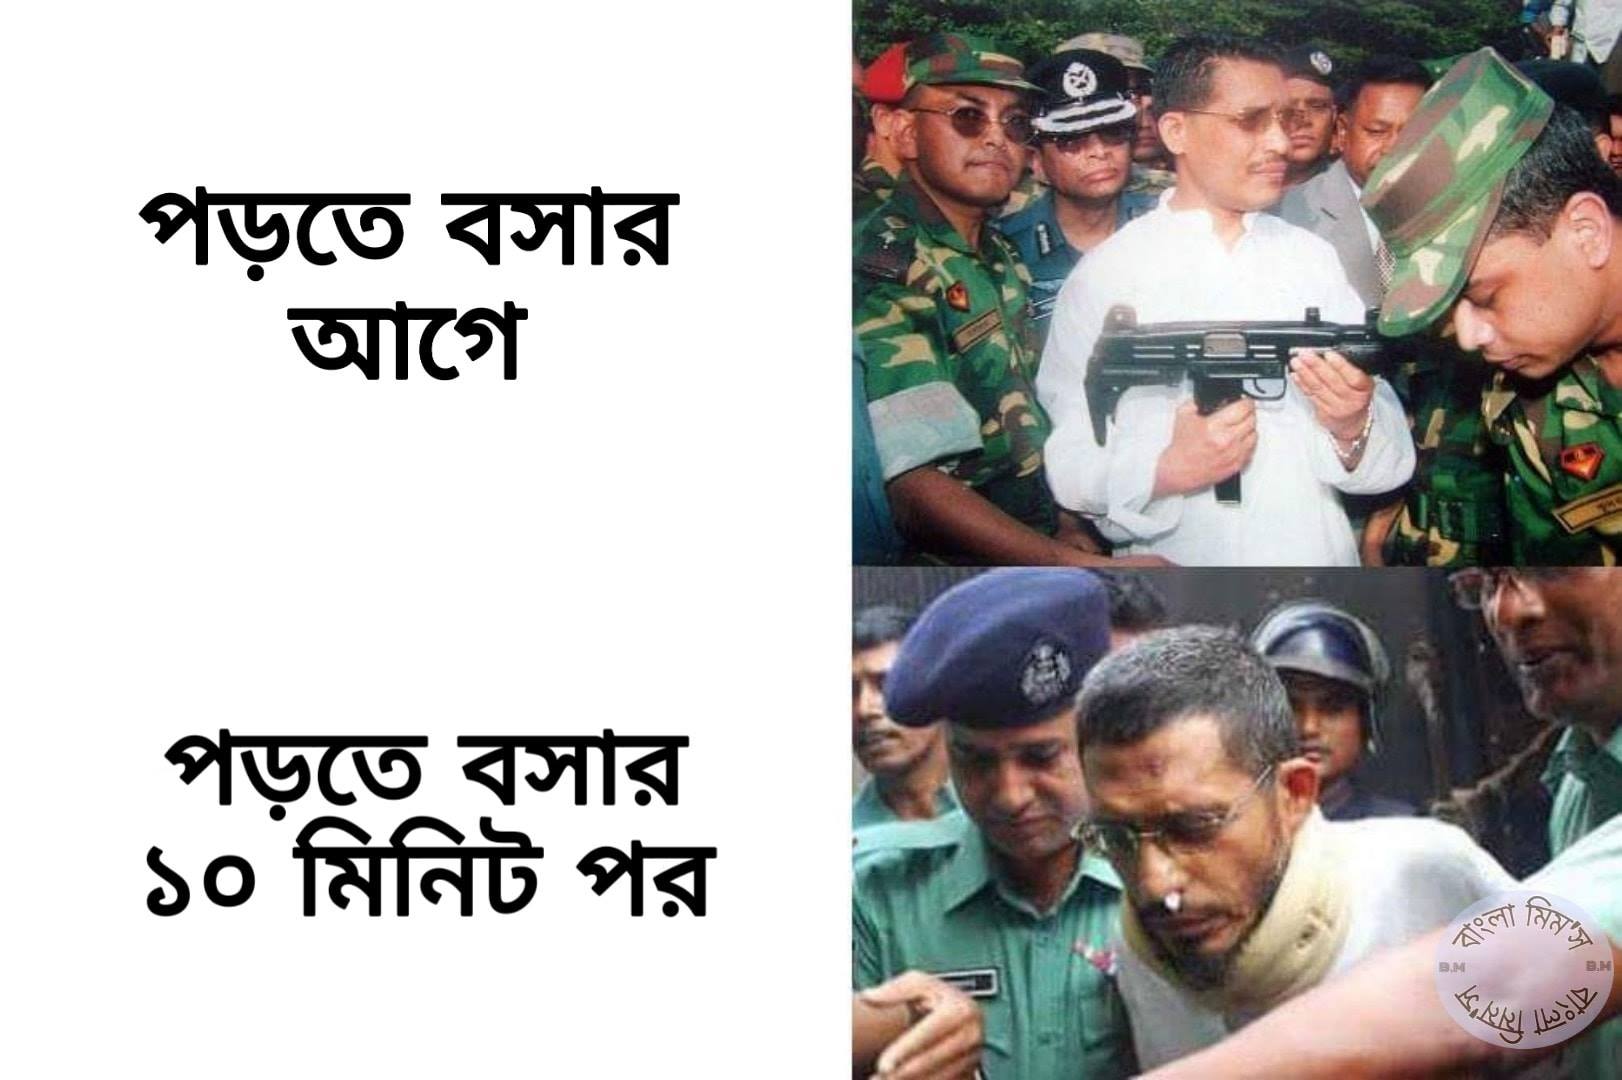 পড়তে বসার
আগে
পড়তে বসার
১০ মিনিট পর
বাংলা মিম'স
B.M
B.M
বাংলা মিম'স